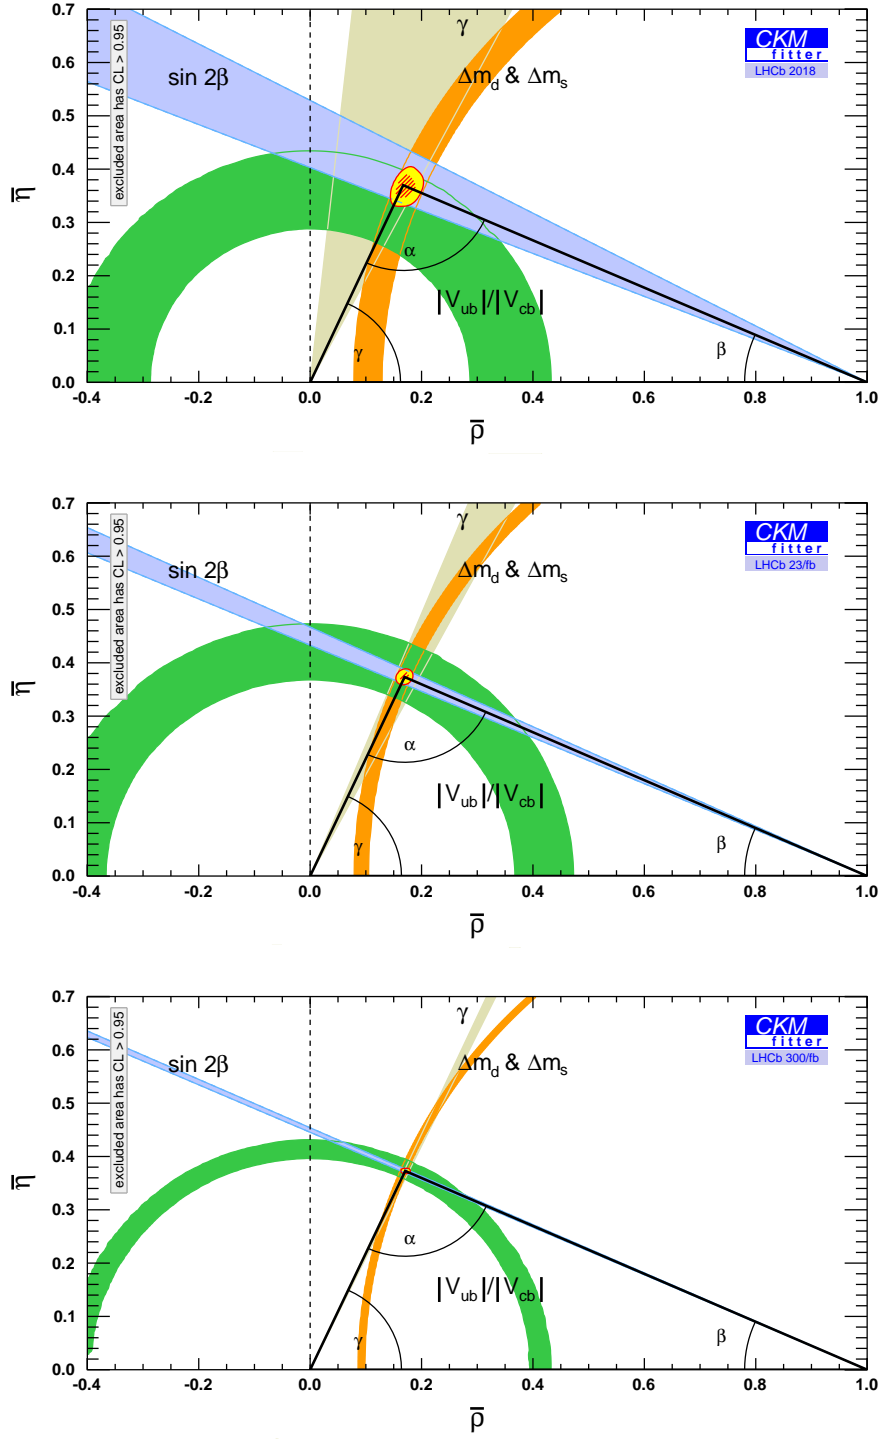 0.7
0.6
0.5
0.4
0.3
0.2
0.1
0.0
-0.4 -0.2 0.0 0.2 0.4 0.6 0.8 1.0
η̅
ρ̅
excluded area has CL > 0.95
sin 2β
γ
Δm_d & Δm_s
CKM
fitter
LHCb 2018
α
|V_ub|/|V_cb|
γ
β
0.7
0.6
0.5
0.4
0.3
0.2
0.1
0.0
-0.4 -0.2 0.0 0.2 0.4 0.6 0.8 1.0
η̅
ρ̅
excluded area has CL > 0.95
sin 2β
γ
Δm_d & Δm_s
CKM
fitter
LHCb 23/fb
α
|V_ub|/|V_cb|
γ
β
0.7
0.6
0.5
0.4
0.3
0.2
0.1
0.0
-0.4 -0.2 0.0 0.2 0.4 0.6 0.8 1.0
η̅
ρ̅
excluded area has CL > 0.95
sin 2β
γ
Δm_d & Δm_s
CKM
fitter
LHCb 300/fb
α
|V_ub|/|V_cb|
γ
β